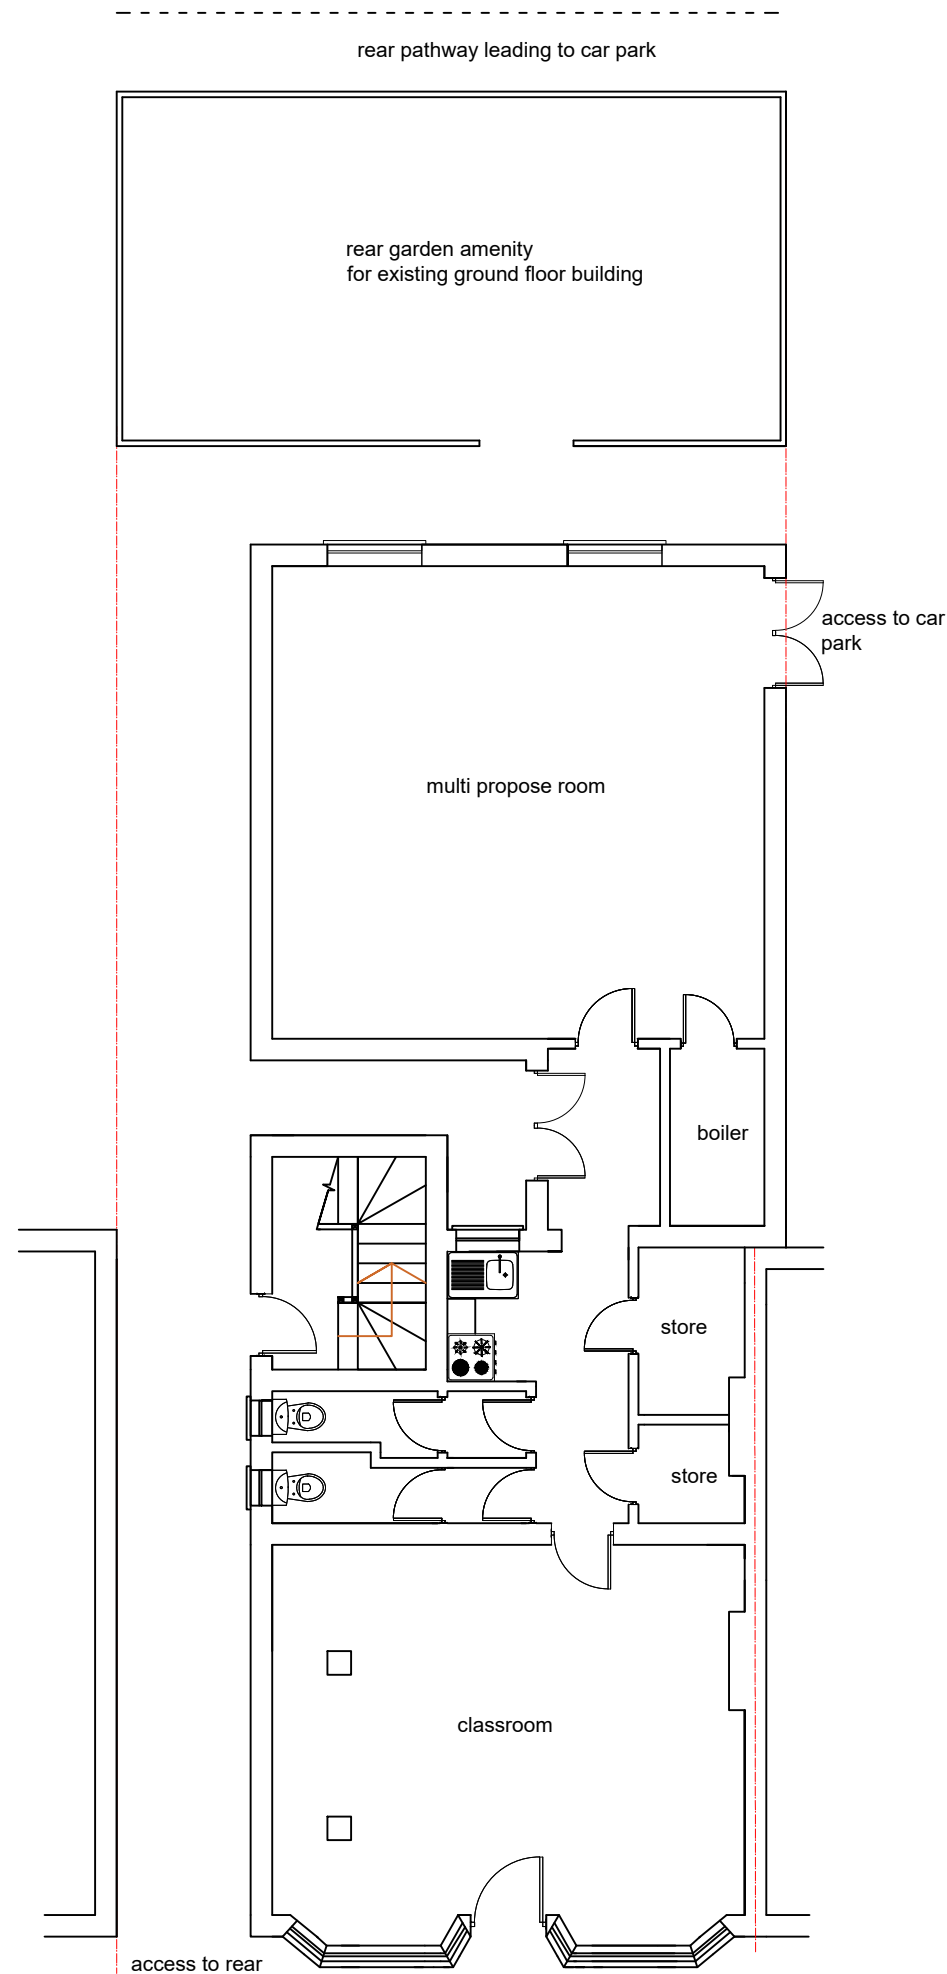 rear pathway leading to car park
rear garden amenity
for existing ground floor building
access to car
park
multi propose room
boiler
store
store
classroom
access to rear